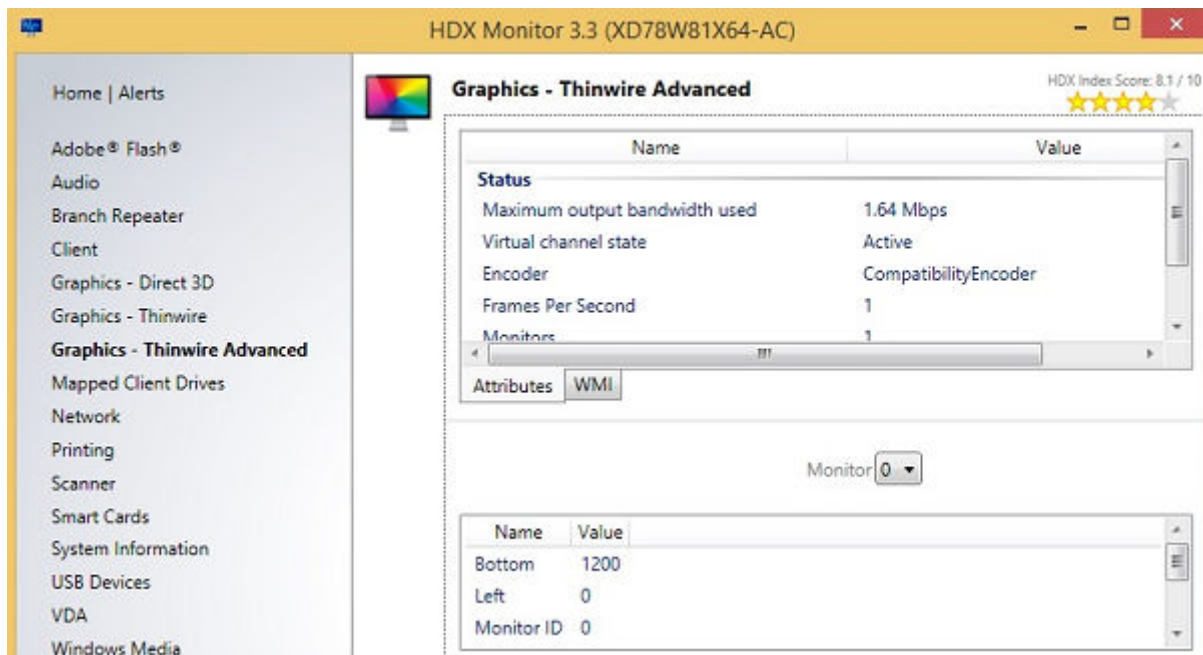 HDX Monitor 3.3 (XD78W81X64-AC)
Home | Alerts
Adobe® Flash®
Audio
Branch Repeater
Client
Graphics - Direct 3D
Graphics - Thinwire
Graphics - Thinwire Advanced
Mapped Client Drives
Network
Printing
Scanner
Smart Cards
System Information
USB Devices
VDA
Windows Media
Graphics - Thinwire Advanced
HDX Index Score: 8.1 / 10
Name Value
Status
Maximum output bandwidth used 1.64 Mbps
Virtual channel state Active
Encoder CompatibilityEncoder
Frames Per Second 1
Monitors 1
Attributes WMI
Monitor 0
Name Value
Bottom 1200
Left 0
Monitor ID 0